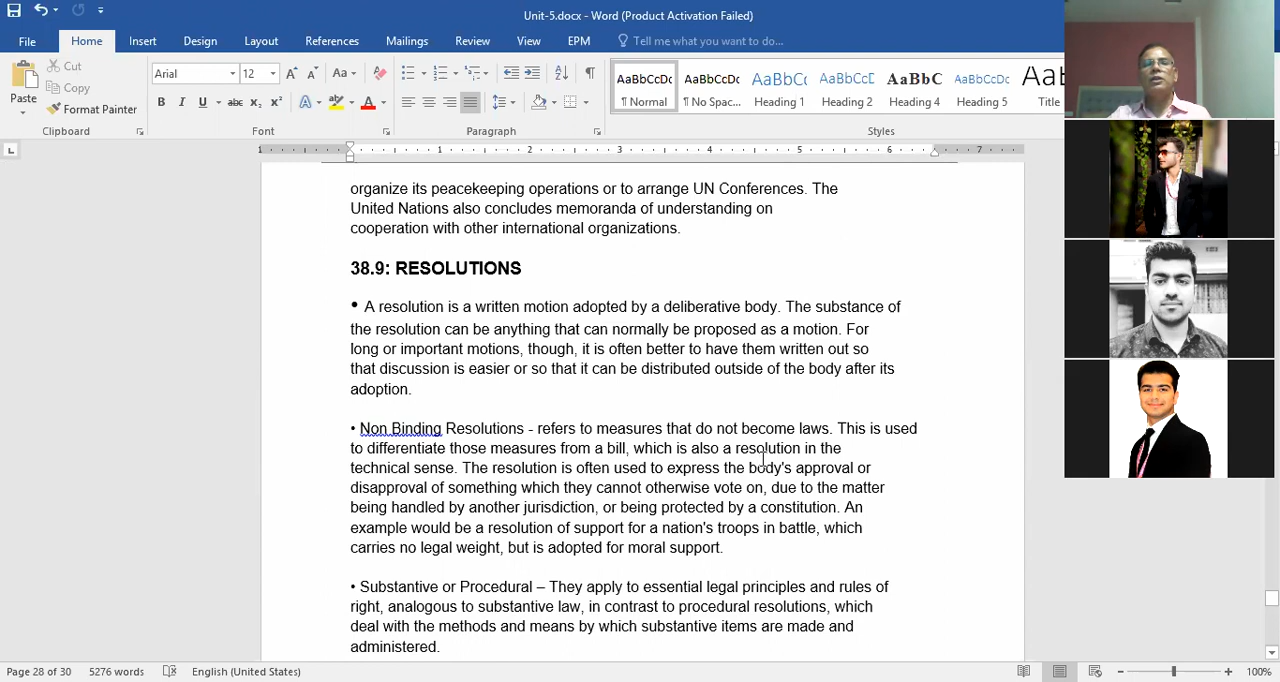 Unit-5.docx - Word (Product Activation Failed)
File Home Insert Design Layout References Mailings Review View EPM Tell me what you want to do...
Paste
Cut
Copy
Format Painter
Clipboard
Arial 12
Font
Paragraph
AaBbCcDc AaBbCcDc AaBbCc AaBbCcDc AaBbC AaBbCcDc Aa
¶ Normal ¶ No Spac... Heading 1 Heading 2 Heading 4 Heading 5 Title
Styles
1 1 2 3 4 5 6 7
organize its peacekeeping operations or to arrange UN Conferences. The
United Nations also concludes memoranda of understanding on
cooperation with other international organizations.
38.9: RESOLUTIONS
• A resolution is a written motion adopted by a deliberative body. The substance of
the resolution can be anything that can normally be proposed as a motion. For
long or important motions, though, it is often better to have them written out so
that discussion is easier or so that it can be distributed outside of the body after its
adoption.
• Non Binding Resolutions - refers to measures that do not become laws. This is used
to differentiate those measures from a bill, which is also a resolution in the
technical sense. The resolution is often used to express the body's approval or
disapproval of something which they cannot otherwise vote on, due to the matter
being handled by another jurisdiction, or being protected by a constitution. An
example would be a resolution of support for a nation's troops in battle, which
carries no legal weight, but is adopted for moral support.
• Substantive or Procedural – They apply to essential legal principles and rules of
right, analogous to substantive law, in contrast to procedural resolutions, which
deal with the methods and means by which substantive items are made and
administered.
Page 28 of 30 5276 words English (United States) 100%